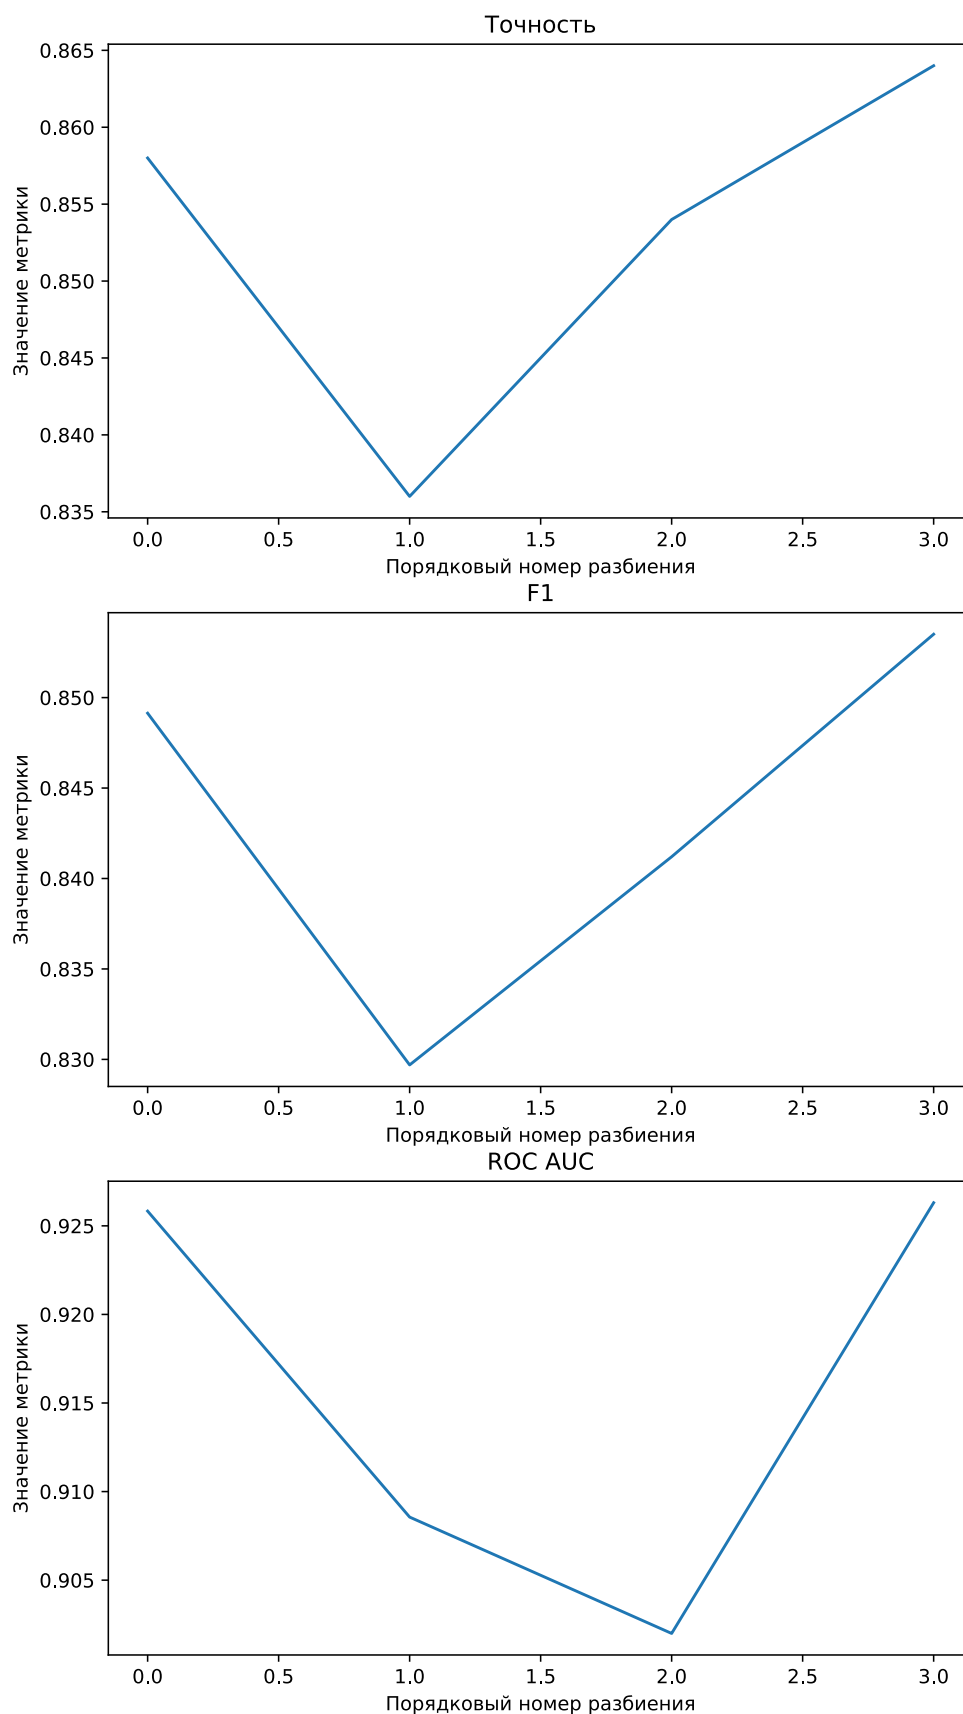 Точность
0.865
0.860
0.855
0.850
0.845
0.840
0.835
Значение метрики
0.0 0.5 1.0 1.5 2.0 2.5 3.0
Порядковый номер разбиения
F1
0.850
0.845
0.840
0.835
0.830
Значение метрики
0.0 0.5 1.0 1.5 2.0 2.5 3.0
Порядковый номер разбиения
ROC AUC
0.925
0.920
0.915
0.910
0.905
Значение метрики
0.0 0.5 1.0 1.5 2.0 2.5 3.0
Порядковый номер разбиения